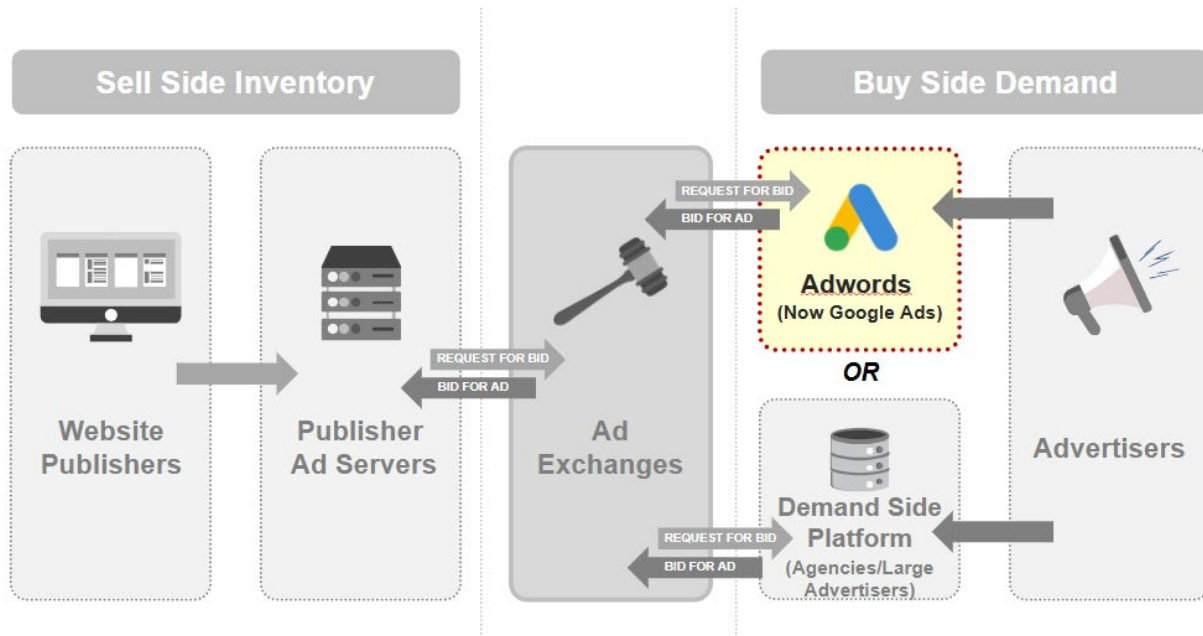 Sell Side Inventory
Buy Side Demand
REQUEST FOR BID
BID FOR AD
Adwords
(Now Google Ads)
REQUEST FOR BID
BID FOR AD
OR
Website
Publishers
Publisher
Ad Servers
Ad
Exchanges
Advertisers
Demand Side
Platform
(Agencies/Large
Advertisers)
REQUEST FOR BID
BID FOR AD